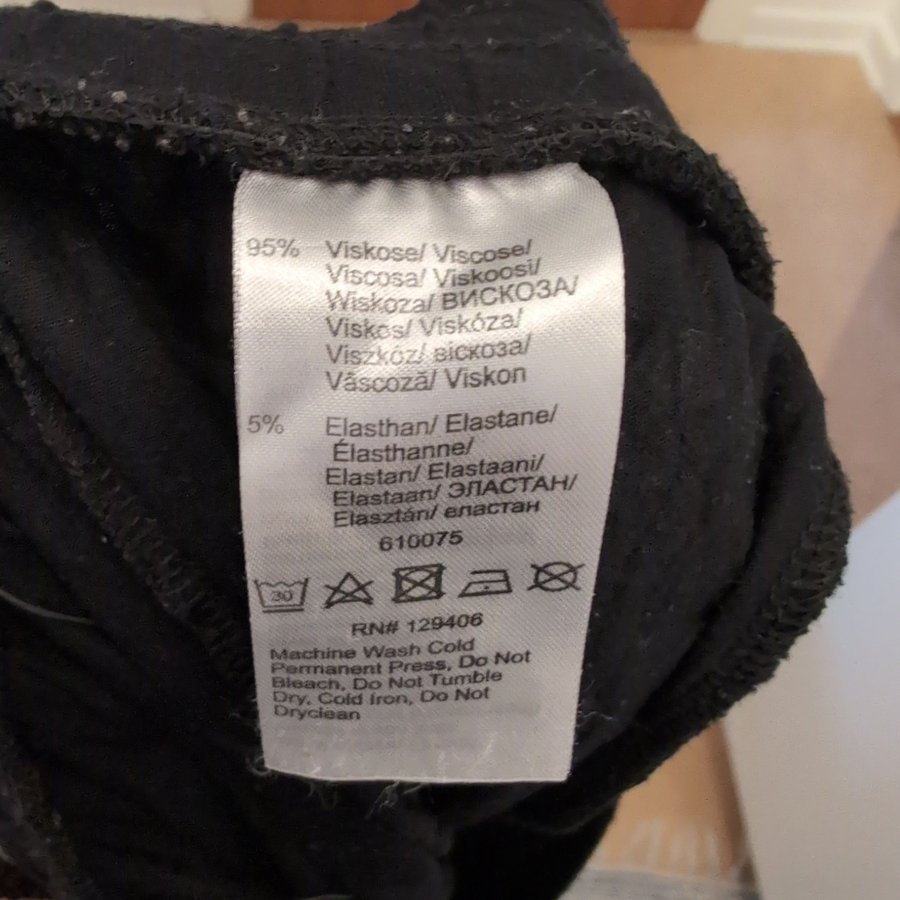 95% Viskose/ Viscose/
Viscosa/ Viskoosi/
Wiskoza/ ВИСКОЗА/
Viskos/ Viskóza/
Viszkóz/ віскоза/
Vâscoză/ Viskon
5% Elasthan/ Elastane/
Élasthanne/
Elastan/ Elastaani/
Elastaan/ ЭЛАСТАН/
Elasztán/ еластан
610075
30
RN# 129406
Machine Wash Cold
Permanent Press, Do Not
Bleach, Do Not Tumble
Dry, Cold Iron, Do Not
Dryclean